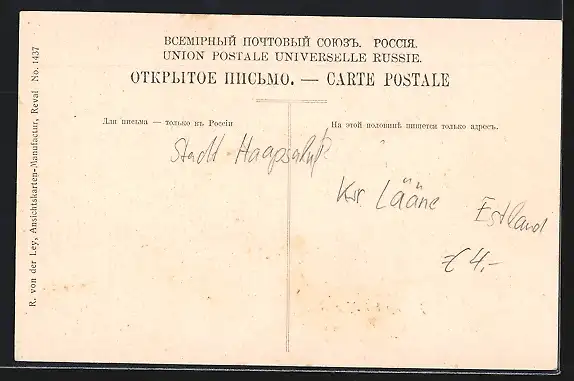 ВСЕМІРНЫЙ ПОЧТОВЫЙ СОЮЗЪ. РОССІЯ.
UNION POSTALE UNIVERSELLE RUSSIE.
ОТКРЫТОЕ ПИСЬМО. — CARTE POSTALE
Для письма — только въ Россіи
На этой половинѣ пишется только адресъ.
Stadt Haapsalu
Kr. Lääne Estland
€ 4,-
R. von der Ley, Ansichtskarten-Manufactur, Reval No. 1437